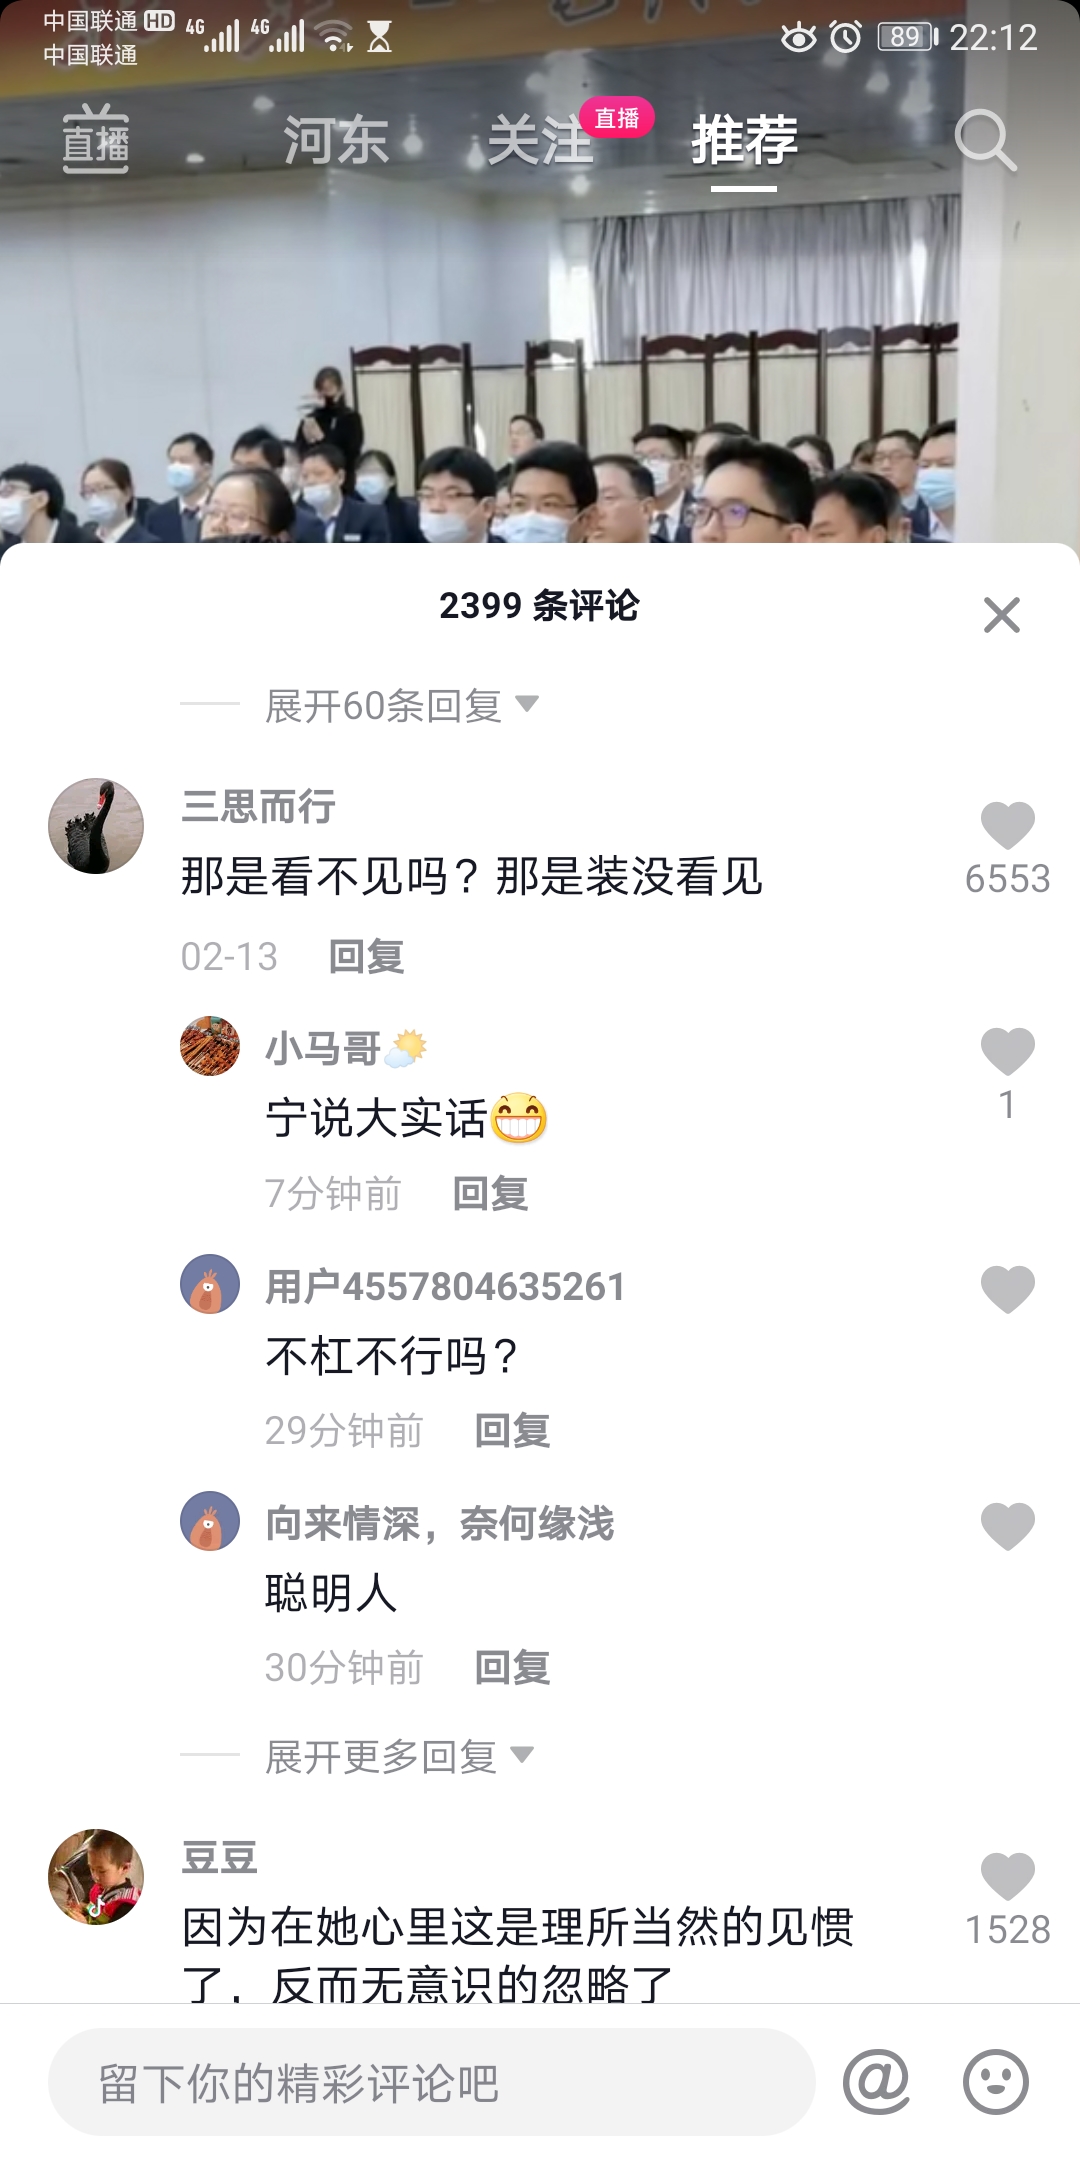 中国联通 HD 4G 4G 89 22:12
中国联通
直播 河东 关注 直播 推荐
2399 条评论
展开60条回复
三思而行
那是看不见吗？那是装没看见
6553
02-13 回复
小马哥
宁说大实话
1
7分钟前 回复
用户4557804635261
不杠不行吗？
29分钟前 回复
向来情深，奈何缘浅
聪明人
30分钟前 回复
展开更多回复
豆豆
因为在她心里这是理所当然的见惯
1528
了，反而无意识的忽略了
留下你的精彩评论吧 @